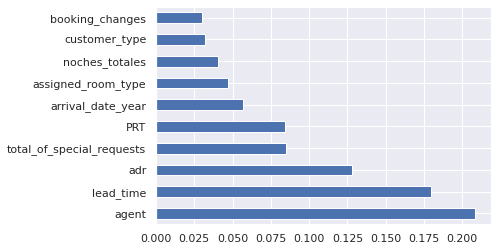 booking_changes
customer_type
noches_totales
assigned_room_type
arrival_date_year
PRT
total_of_special_requests
adr
lead_time
agent
0.000 0.025 0.050 0.075 0.100 0.125 0.150 0.175 0.200